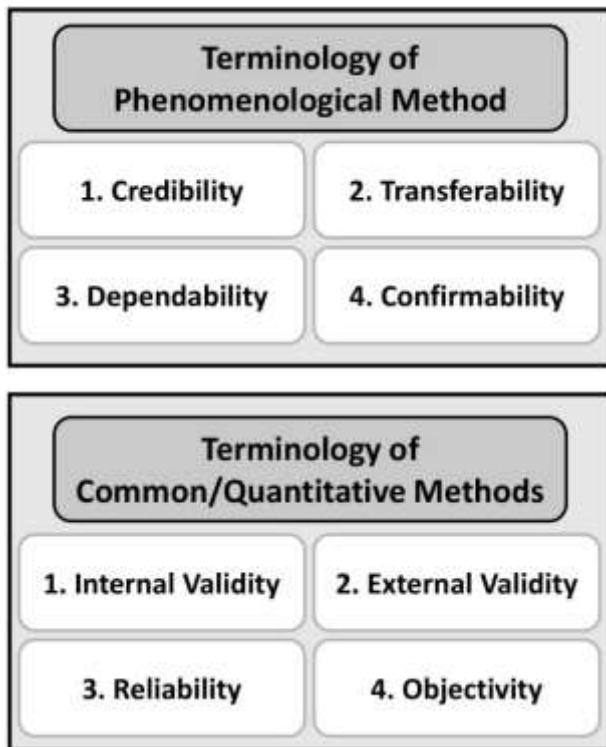 Terminology of
Phenomenological Method
1. Credibility
2. Transferability
3. Dependability
4. Confirmability
Terminology of
Common/Quantitative Methods
1. Internal Validity
2. External Validity
3. Reliability
4. Objectivity